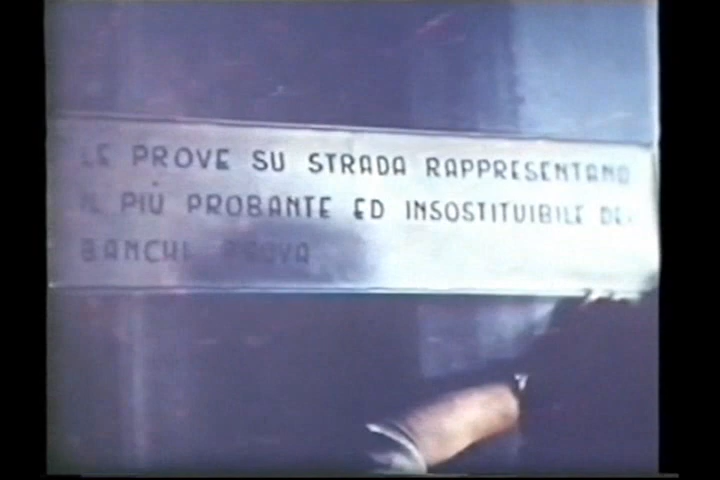 LE PROVE SU STRADA RAPPRESENTANO
IL PIÙ PROBANTE ED INSOSTITUIBILE DEI
BANCHI PROVA